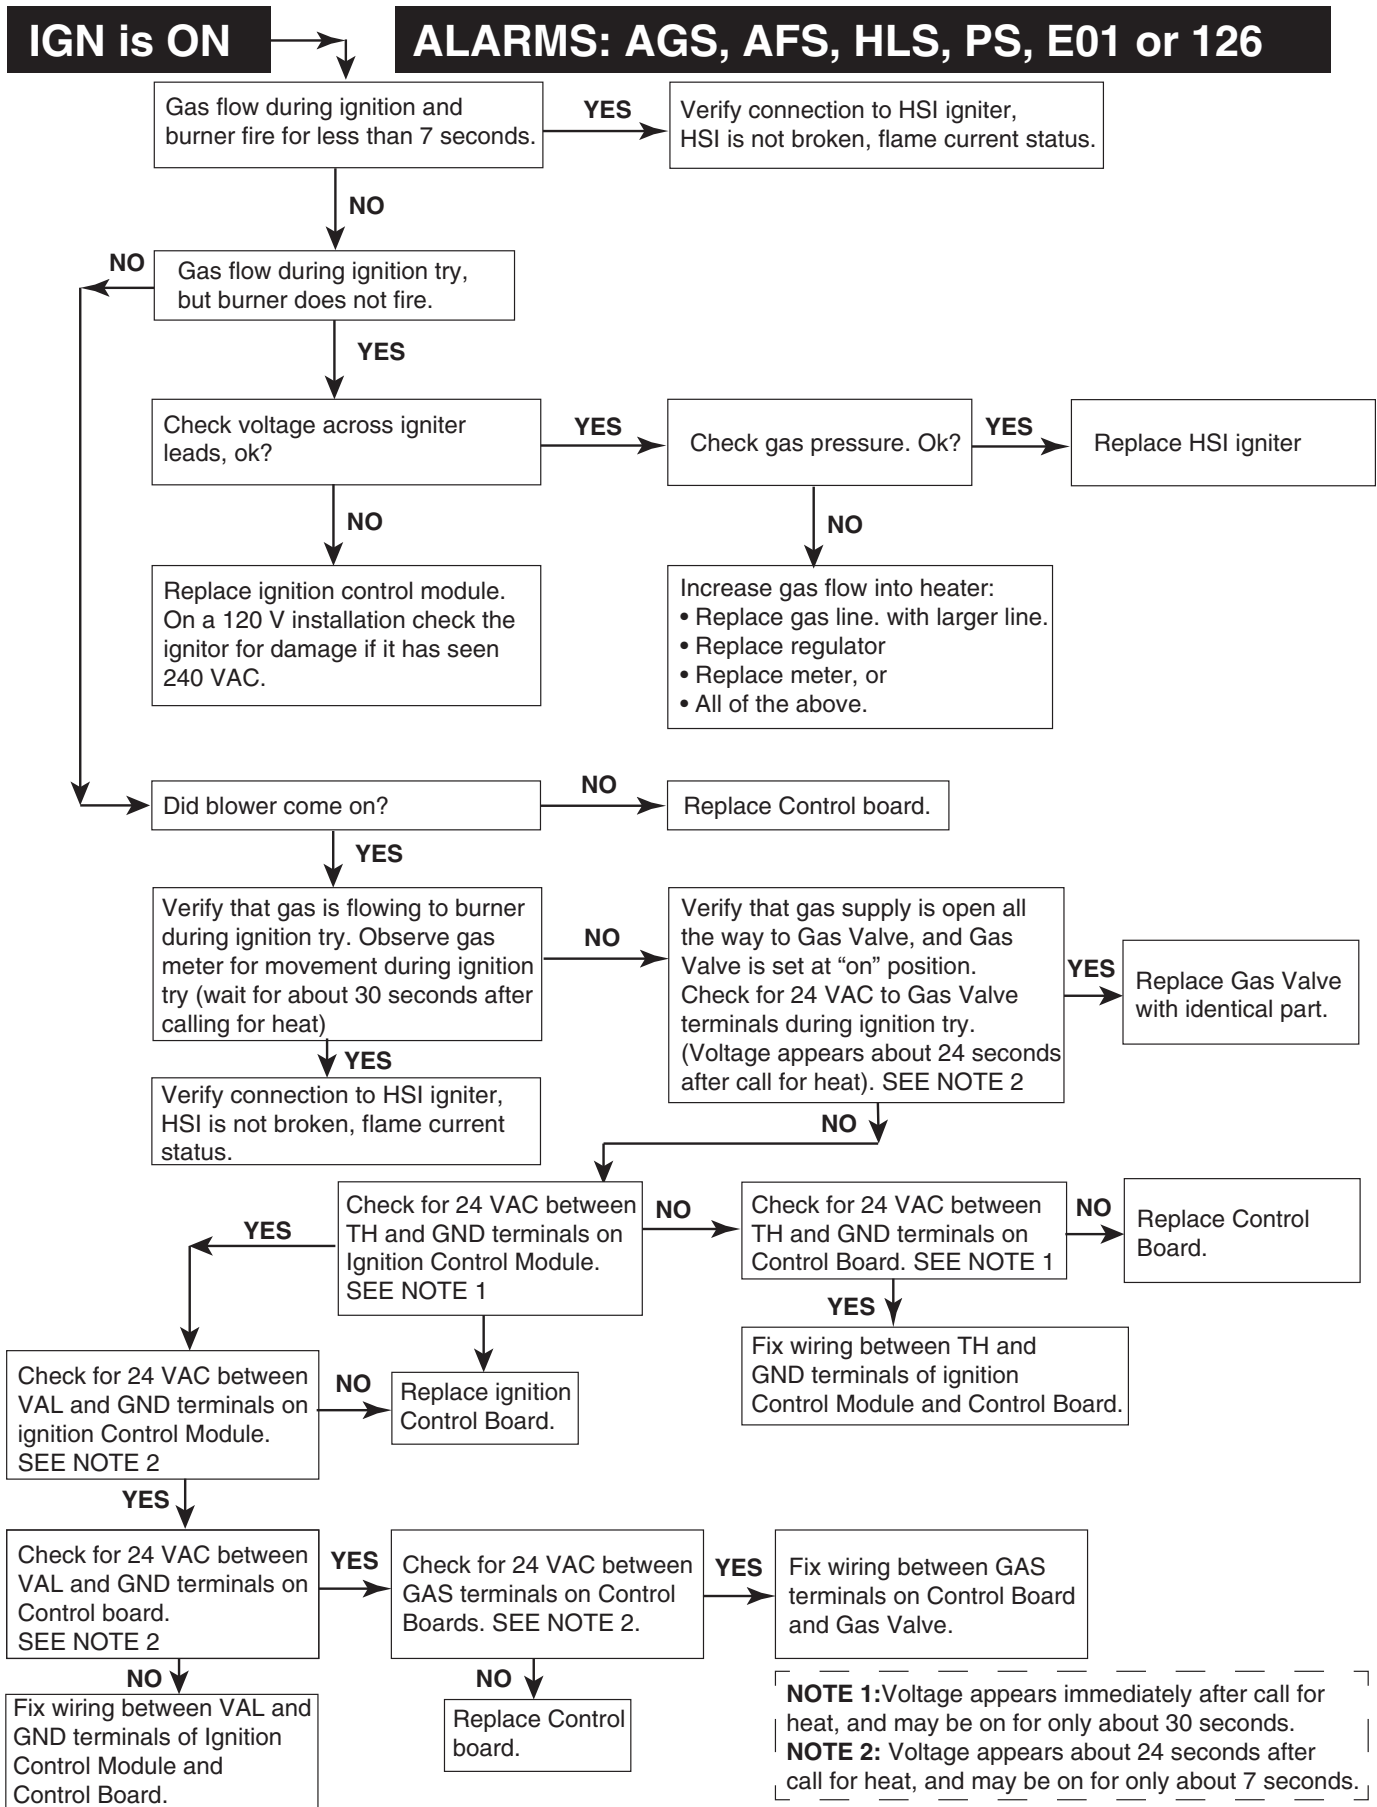 IGN is ON
ALARMS: AGS, AFS, HLS, PS, E01 or 126
Gas flow during ignition and
burner fire for less than 7 seconds.
YES
Verify connection to HSI igniter,
HSI is not broken, flame current status.
NO
NO
Gas flow during ignition try,
but burner does not fire.
YES
Check voltage across igniter
leads, ok?
YES
Check gas pressure. Ok?
YES
Replace HSI igniter
NO
NO
Replace ignition control module.
On a 120 V installation check the
ignitor for damage if it has seen
240 VAC.
Increase gas flow into heater:
• Replace gas line. with larger line.
• Replace regulator
• Replace meter, or
• All of the above.
Did blower come on?
NO
Replace Control board.
YES
Verify that gas is flowing to burner
during ignition try. Observe gas
meter for movement during ignition
try (wait for about 30 seconds after
calling for heat)
NO
Verify that gas supply is open all
the way to Gas Valve, and Gas
Valve is set at “on” position.
Check for 24 VAC to Gas Valve
terminals during ignition try.
(Voltage appears about 24 seconds
after call for heat). SEE NOTE 2
YES
Replace Gas Valve
with identical part.
YES
Verify connection to HSI igniter,
HSI is not broken, flame current
status.
NO
Check for 24 VAC between
TH and GND terminals on
Ignition Control Module.
SEE NOTE 1
NO
Check for 24 VAC between
TH and GND terminals on
Control Board. SEE NOTE 1
NO
Replace Control
Board.
YES
YES
Fix wiring between TH and
GND terminals of ignition
Control Module and Control Board.
Check for 24 VAC between
VAL and GND terminals on
ignition Control Module.
SEE NOTE 2
NO
Replace ignition
Control Board.
YES
Check for 24 VAC between
VAL and GND terminals on
Control board.
SEE NOTE 2
YES
Check for 24 VAC between
GAS terminals on Control
Boards. SEE NOTE 2.
YES
Fix wiring between GAS
terminals on Control Board
and Gas Valve.
NO
Fix wiring between VAL and
GND terminals of Ignition
Control Module and
Control Board.
NO
Replace Control
board.
NOTE 1:Voltage appears immediately after call for
heat, and may be on for only about 30 seconds.
NOTE 2: Voltage appears about 24 seconds after
call for heat, and may be on for only about 7 seconds.